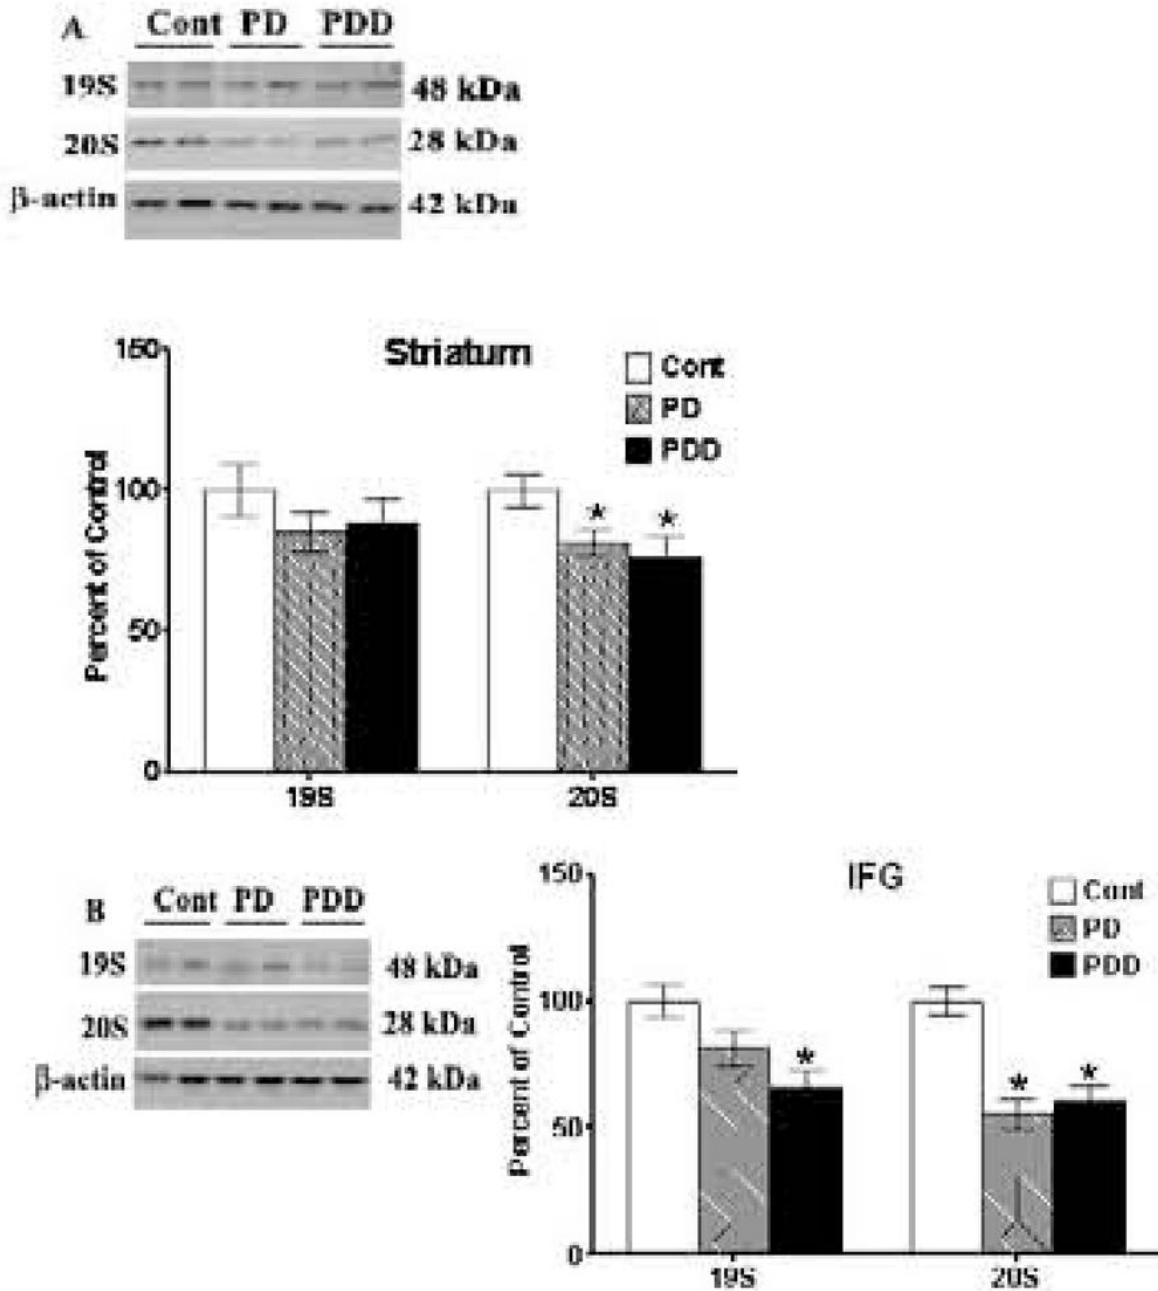 A Cont PD PDD
19S 48 kDa
20S 28 kDa
β-actin 42 kDa
Striatum
Cont
PD
PDD
Percent of Control
150
100
50
0
* *
19S 20S
B Cont PD PDD
19S 48 kDa
20S 28 kDa
β-actin 42 kDa
IFG
Cont
PD
PDD
Percent of Control
150
100
50
0
* * *
19S 20S